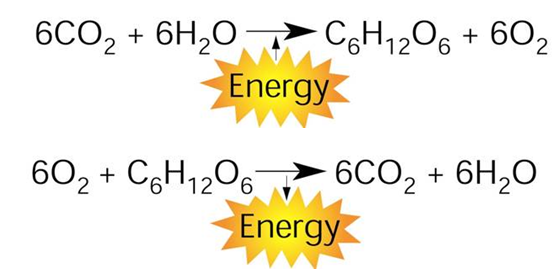 6CO₂ + 6H₂O → C₆H₁₂O₆ + 6O₂
Energy
6O₂ + C₆H₁₂O₆ → 6CO₂ + 6H₂O
Energy